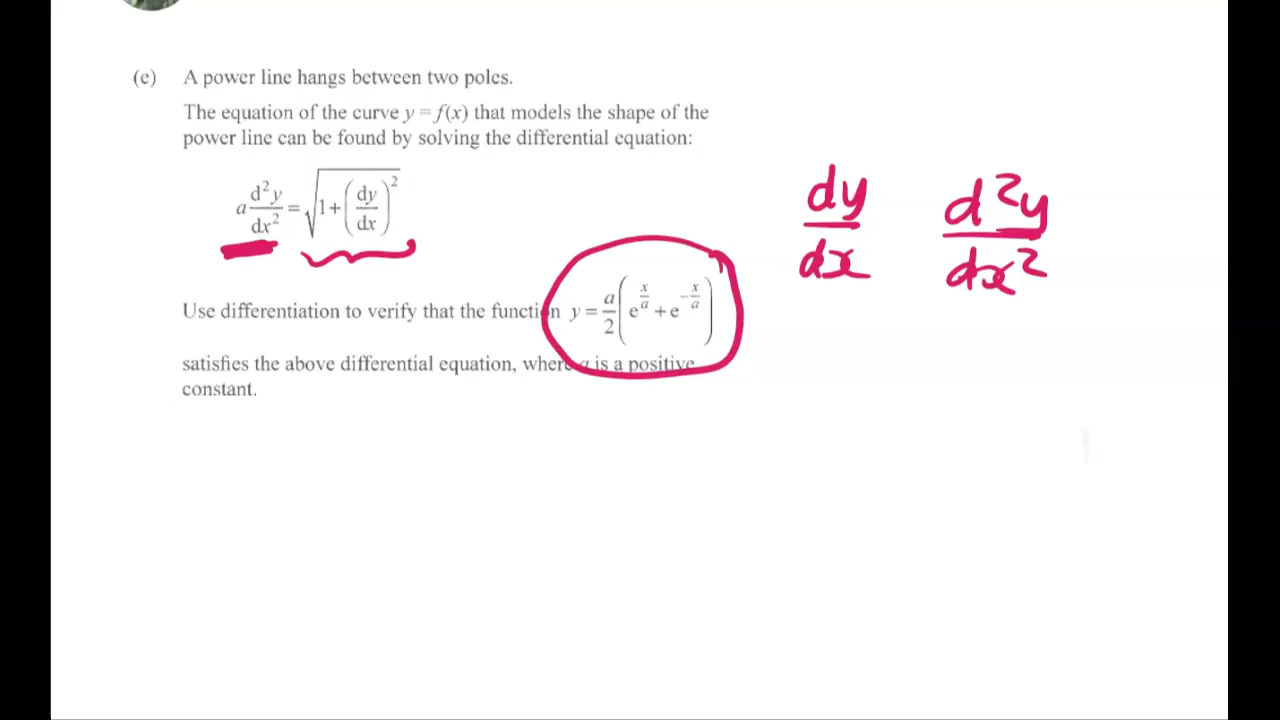 (c) A power line hangs between two poles.
The equation of the curve y = f(x) that models the shape of the
power line can be found by solving the differential equation:
a d²y/dx² = √(1+(dy/dx)²)
dy/dx d²y/dx²
Use differentiation to verify that the function y = a/2 (e^(x/a) + e^(-x/a))
satisfies the above differential equation, where a is a positive
constant.